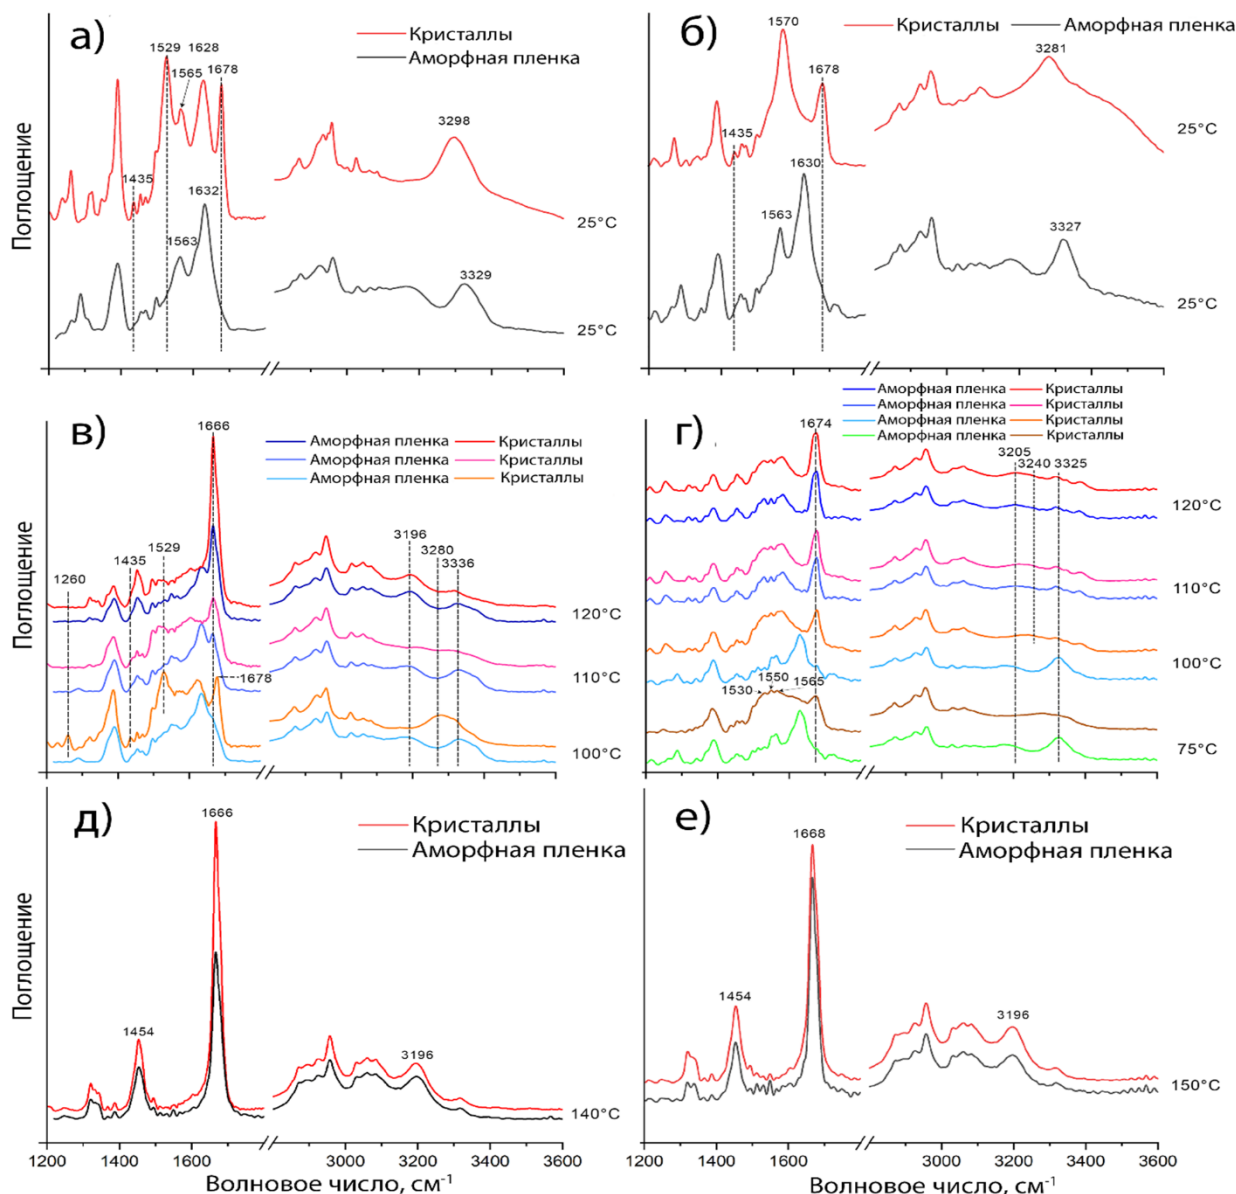 а)
Кристаллы
Аморфная пленка
1529
1628
1565
1678
1435
3298
25°C
1632
1563
3329
25°C
Поглощение
б)
Кристаллы
Аморфная пленка
1570
1678
1435
3281
25°C
1630
1563
3327
25°C
в)
1666
Аморфная пленка
Кристаллы
Аморфная пленка
Кристаллы
Аморфная пленка
Кристаллы
1260
1435
1529
3196
3280
3336
120°C
110°C
1678
100°C
Поглощение
г)
Аморфная пленка
Кристаллы
Аморфная пленка
Кристаллы
Аморфная пленка
Кристаллы
Аморфная пленка
Кристаллы
1674
3205
3240
3325
120°C
110°C
100°C
1530
1550
1565
75°C
д)
1666
Кристаллы
Аморфная пленка
1454
3196
140°C
Поглощение
1200 1400 1600 3000 3200 3400 3600
Волновое число, см⁻¹
е)
1668
Кристаллы
Аморфная пленка
1454
3196
150°C
1200 1400 1600 3000 3200 3400 3600
Волновое число, см⁻¹